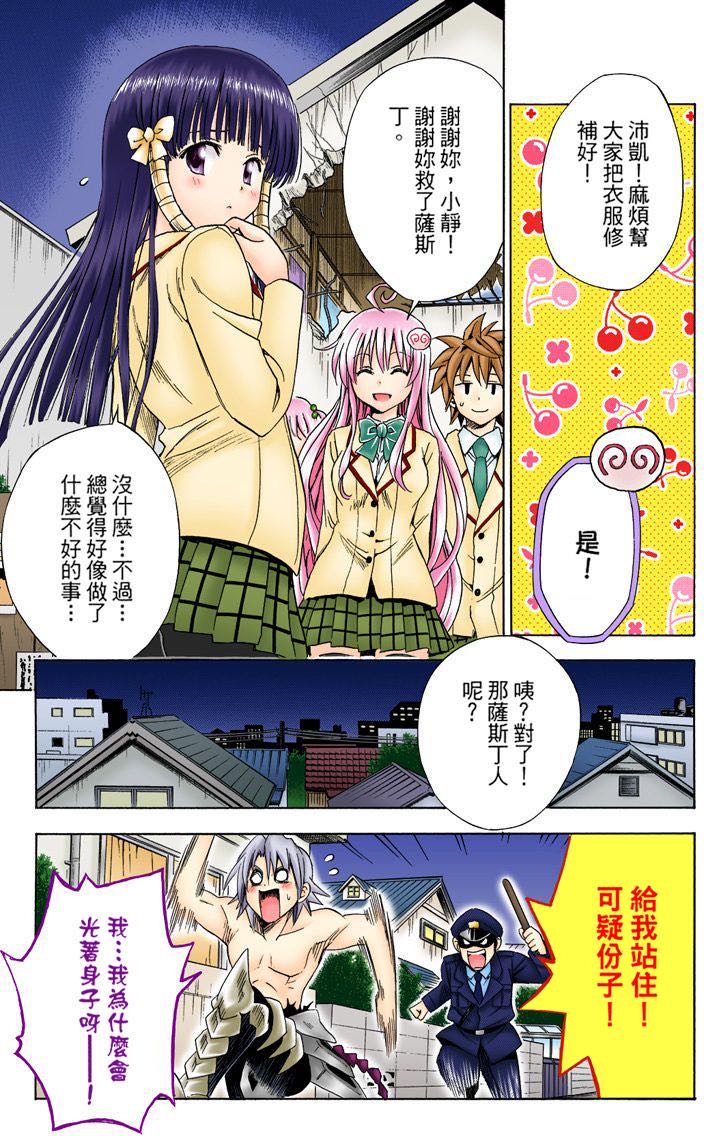 沛凱！麻煩幫
大家把衣服修
補好！
是！
謝謝妳，小靜！
謝謝妳救了薩斯
丁。
沒什麼…不過…
總覺得好像做了
什麼不好的事…
咦？對了！
那薩斯丁人
呢？
給我站住！
可疑份子！
我…我為什麼會
光著身子呀——！